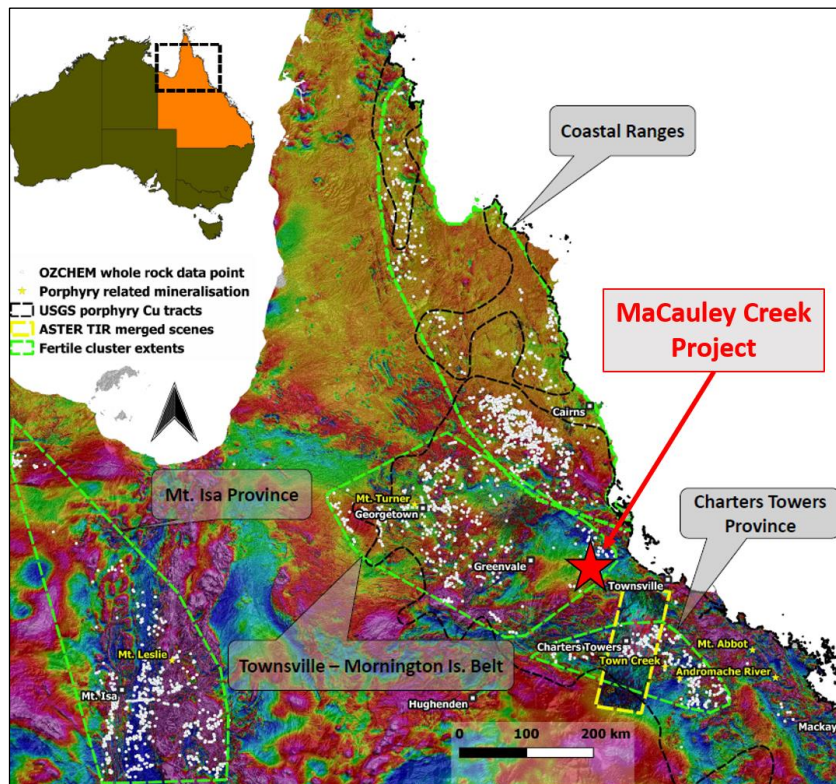 Coastal Ranges
OZCHEM whole rock data point
Porphyry related mineralisation
USGS porphyry Cu tracts
ASTER TIR merged scenes
Fertile cluster extents
MaCauley Creek
Project
Cairns
Mt. Isa Province
Mt. Turner
Georgetown
Charters Towers
Province
Greenvale
Townsville
Charters Towers
Town Creek
Mt. Abbot
Andromache River
Mt. Leslie
Townsville – Mornington Is. Belt
Mt. Isa
Hughenden
Mackay
0 100 200 km